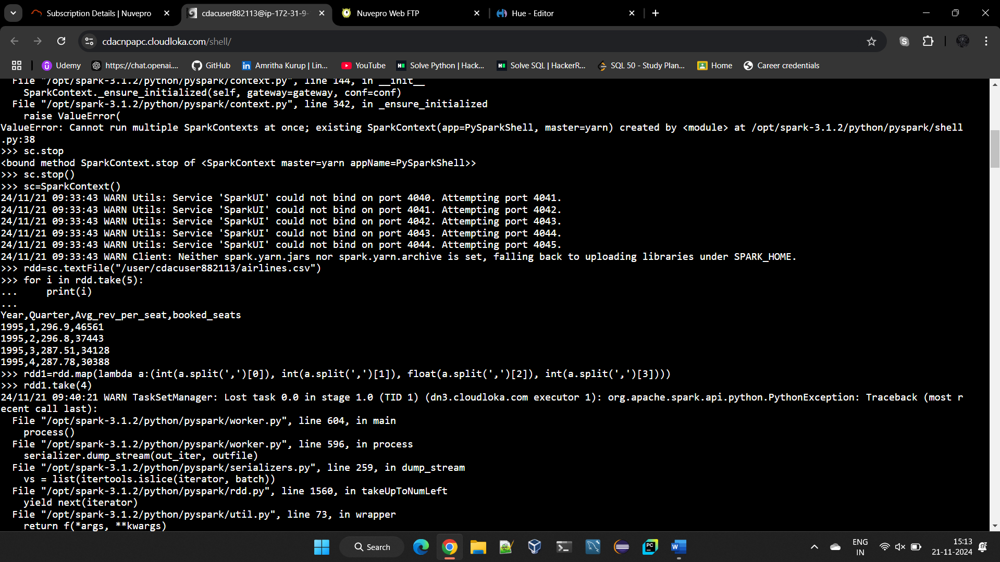 Subscription Details | Nuvepro
cdacuser882113@ip-172-31-9-
Nuvepro Web FTP
Hue - Editor
cdacnpapc.cloudloka.com/shell/
Udemy
https://chat.openai....
GitHub
Amritha Kurup | Lin...
YouTube
Solve Python | Hack...
Solve SQL | HackerR...
SQL 50 - Study Plan...
Home
Career credentials
File "/opt/spark-3.1.2/python/pyspark/context.py", line 144, in __init__
SparkContext._ensure_initialized(self, gateway=gateway, conf=conf)
File "/opt/spark-3.1.2/python/pyspark/context.py", line 342, in _ensure_initialized
raise ValueError(
ValueError: Cannot run multiple SparkContexts at once; existing SparkContext(app=PySparkShell, master=yarn) created by <module> at /opt/spark-3.1.2/python/pyspark/shell
.py:38
>>> sc.stop
<bound method SparkContext.stop of <SparkContext master=yarn appName=PySparkShell>>
>>> sc.stop()
>>> sc=SparkContext()
24/11/21 09:33:43 WARN Utils: Service 'SparkUI' could not bind on port 4040. Attempting port 4041.
24/11/21 09:33:43 WARN Utils: Service 'SparkUI' could not bind on port 4041. Attempting port 4042.
24/11/21 09:33:43 WARN Utils: Service 'SparkUI' could not bind on port 4042. Attempting port 4043.
24/11/21 09:33:43 WARN Utils: Service 'SparkUI' could not bind on port 4043. Attempting port 4044.
24/11/21 09:33:43 WARN Utils: Service 'SparkUI' could not bind on port 4044. Attempting port 4045.
24/11/21 09:33:43 WARN Client: Neither spark.yarn.jars nor spark.yarn.archive is set, falling back to uploading libraries under SPARK_HOME.
>>> rdd=sc.textFile("/user/cdacuser882113/airlines.csv")
>>> for i in rdd.take(5):
...     print(i)
...
Year,Quarter,Avg_rev_per_seat,booked_seats
1995,1,296.9,46561
1995,2,296.8,37443
1995,3,287.51,34128
1995,4,287.78,30388
>>> rdd1=rdd.map(lambda a:(int(a.split(',')[0]), int(a.split(',')[1]), float(a.split(',')[2]), int(a.split(',')[3])))
>>> rdd1.take(4)
24/11/21 09:40:21 WARN TaskSetManager: Lost task 0.0 in stage 1.0 (TID 1) (dn3.cloudloka.com executor 1): org.apache.spark.api.python.PythonException: Traceback (most r
ecent call last):
File "/opt/spark-3.1.2/python/pyspark/worker.py", line 604, in main
process()
File "/opt/spark-3.1.2/python/pyspark/worker.py", line 596, in process
serializer.dump_stream(out_iter, outfile)
File "/opt/spark-3.1.2/python/pyspark/serializers.py", line 259, in dump_stream
vs = list(itertools.islice(iterator, batch))
File "/opt/spark-3.1.2/python/pyspark/rdd.py", line 1560, in takeUpToNumLeft
yield next(iterator)
File "/opt/spark-3.1.2/python/pyspark/util.py", line 73, in wrapper
return f(*args, **kwargs)
Search
ENG
IN
15:13
21-11-2024